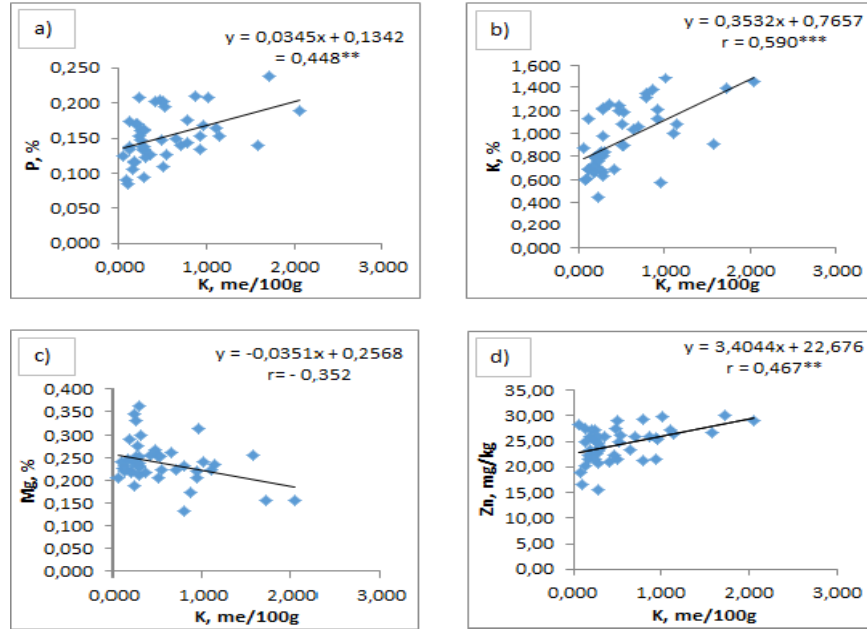 a)
y = 0,0345x + 0,1342
= 0,448**
0,250
0,200
0,150
0,100
0,050
0,000
P, %
0,000 1,000 2,000 3,000
K, me/100g
b)
y = 0,3532x + 0,7657
r = 0,590***
1,600
1,400
1,200
1,000
0,800
0,600
0,400
0,200
0,000
K, %
0,000 1,000 2,000 3,000
K, me/100g
c)
y = -0,0351x + 0,2568
r= - 0,352
0,400
0,350
0,300
0,250
0,200
0,150
0,100
0,050
0,000
Mg, %
0,000 1,000 2,000 3,000
K, me/100g
d)
y = 3,4044x + 22,676
r = 0,467**
35,00
30,00
25,00
20,00
15,00
10,00
5,00
0,00
Zn, mg/kg
0,000 1,000 2,000 3,000
K, me/100g